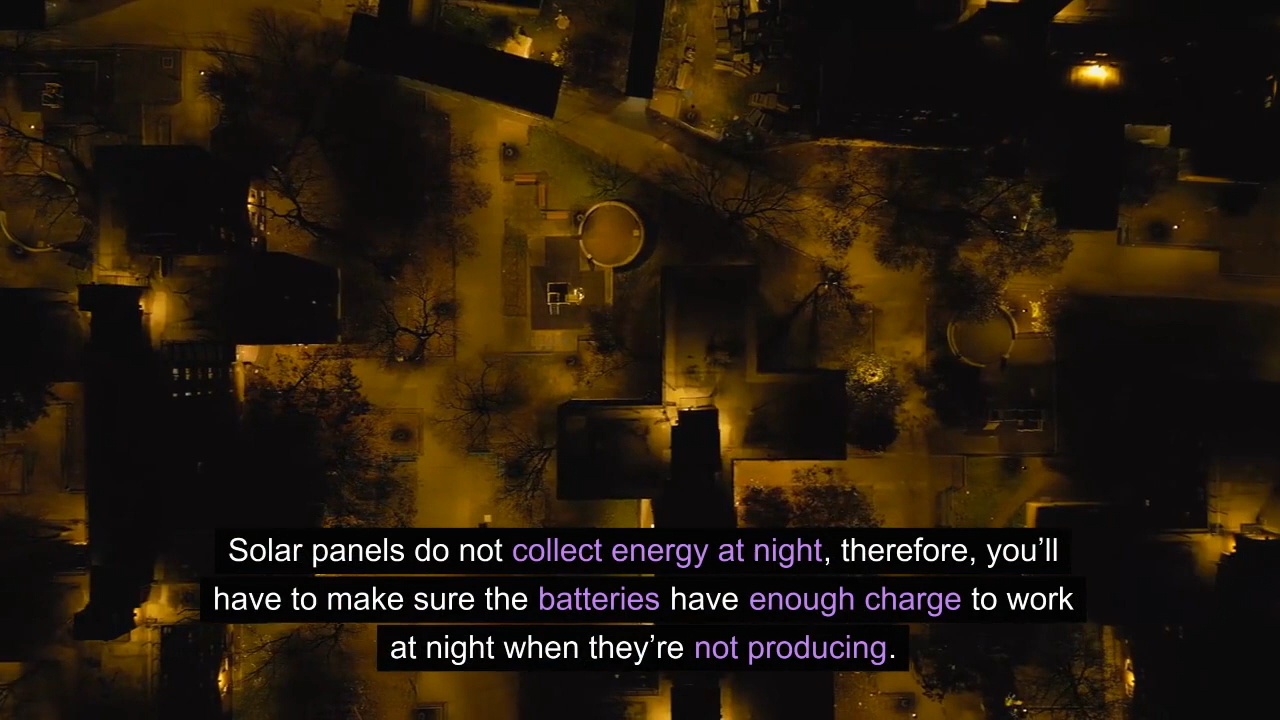 Solar panels do not collect energy at night, therefore, you’ll
have to make sure the batteries have enough charge to work
at night when they’re not producing.